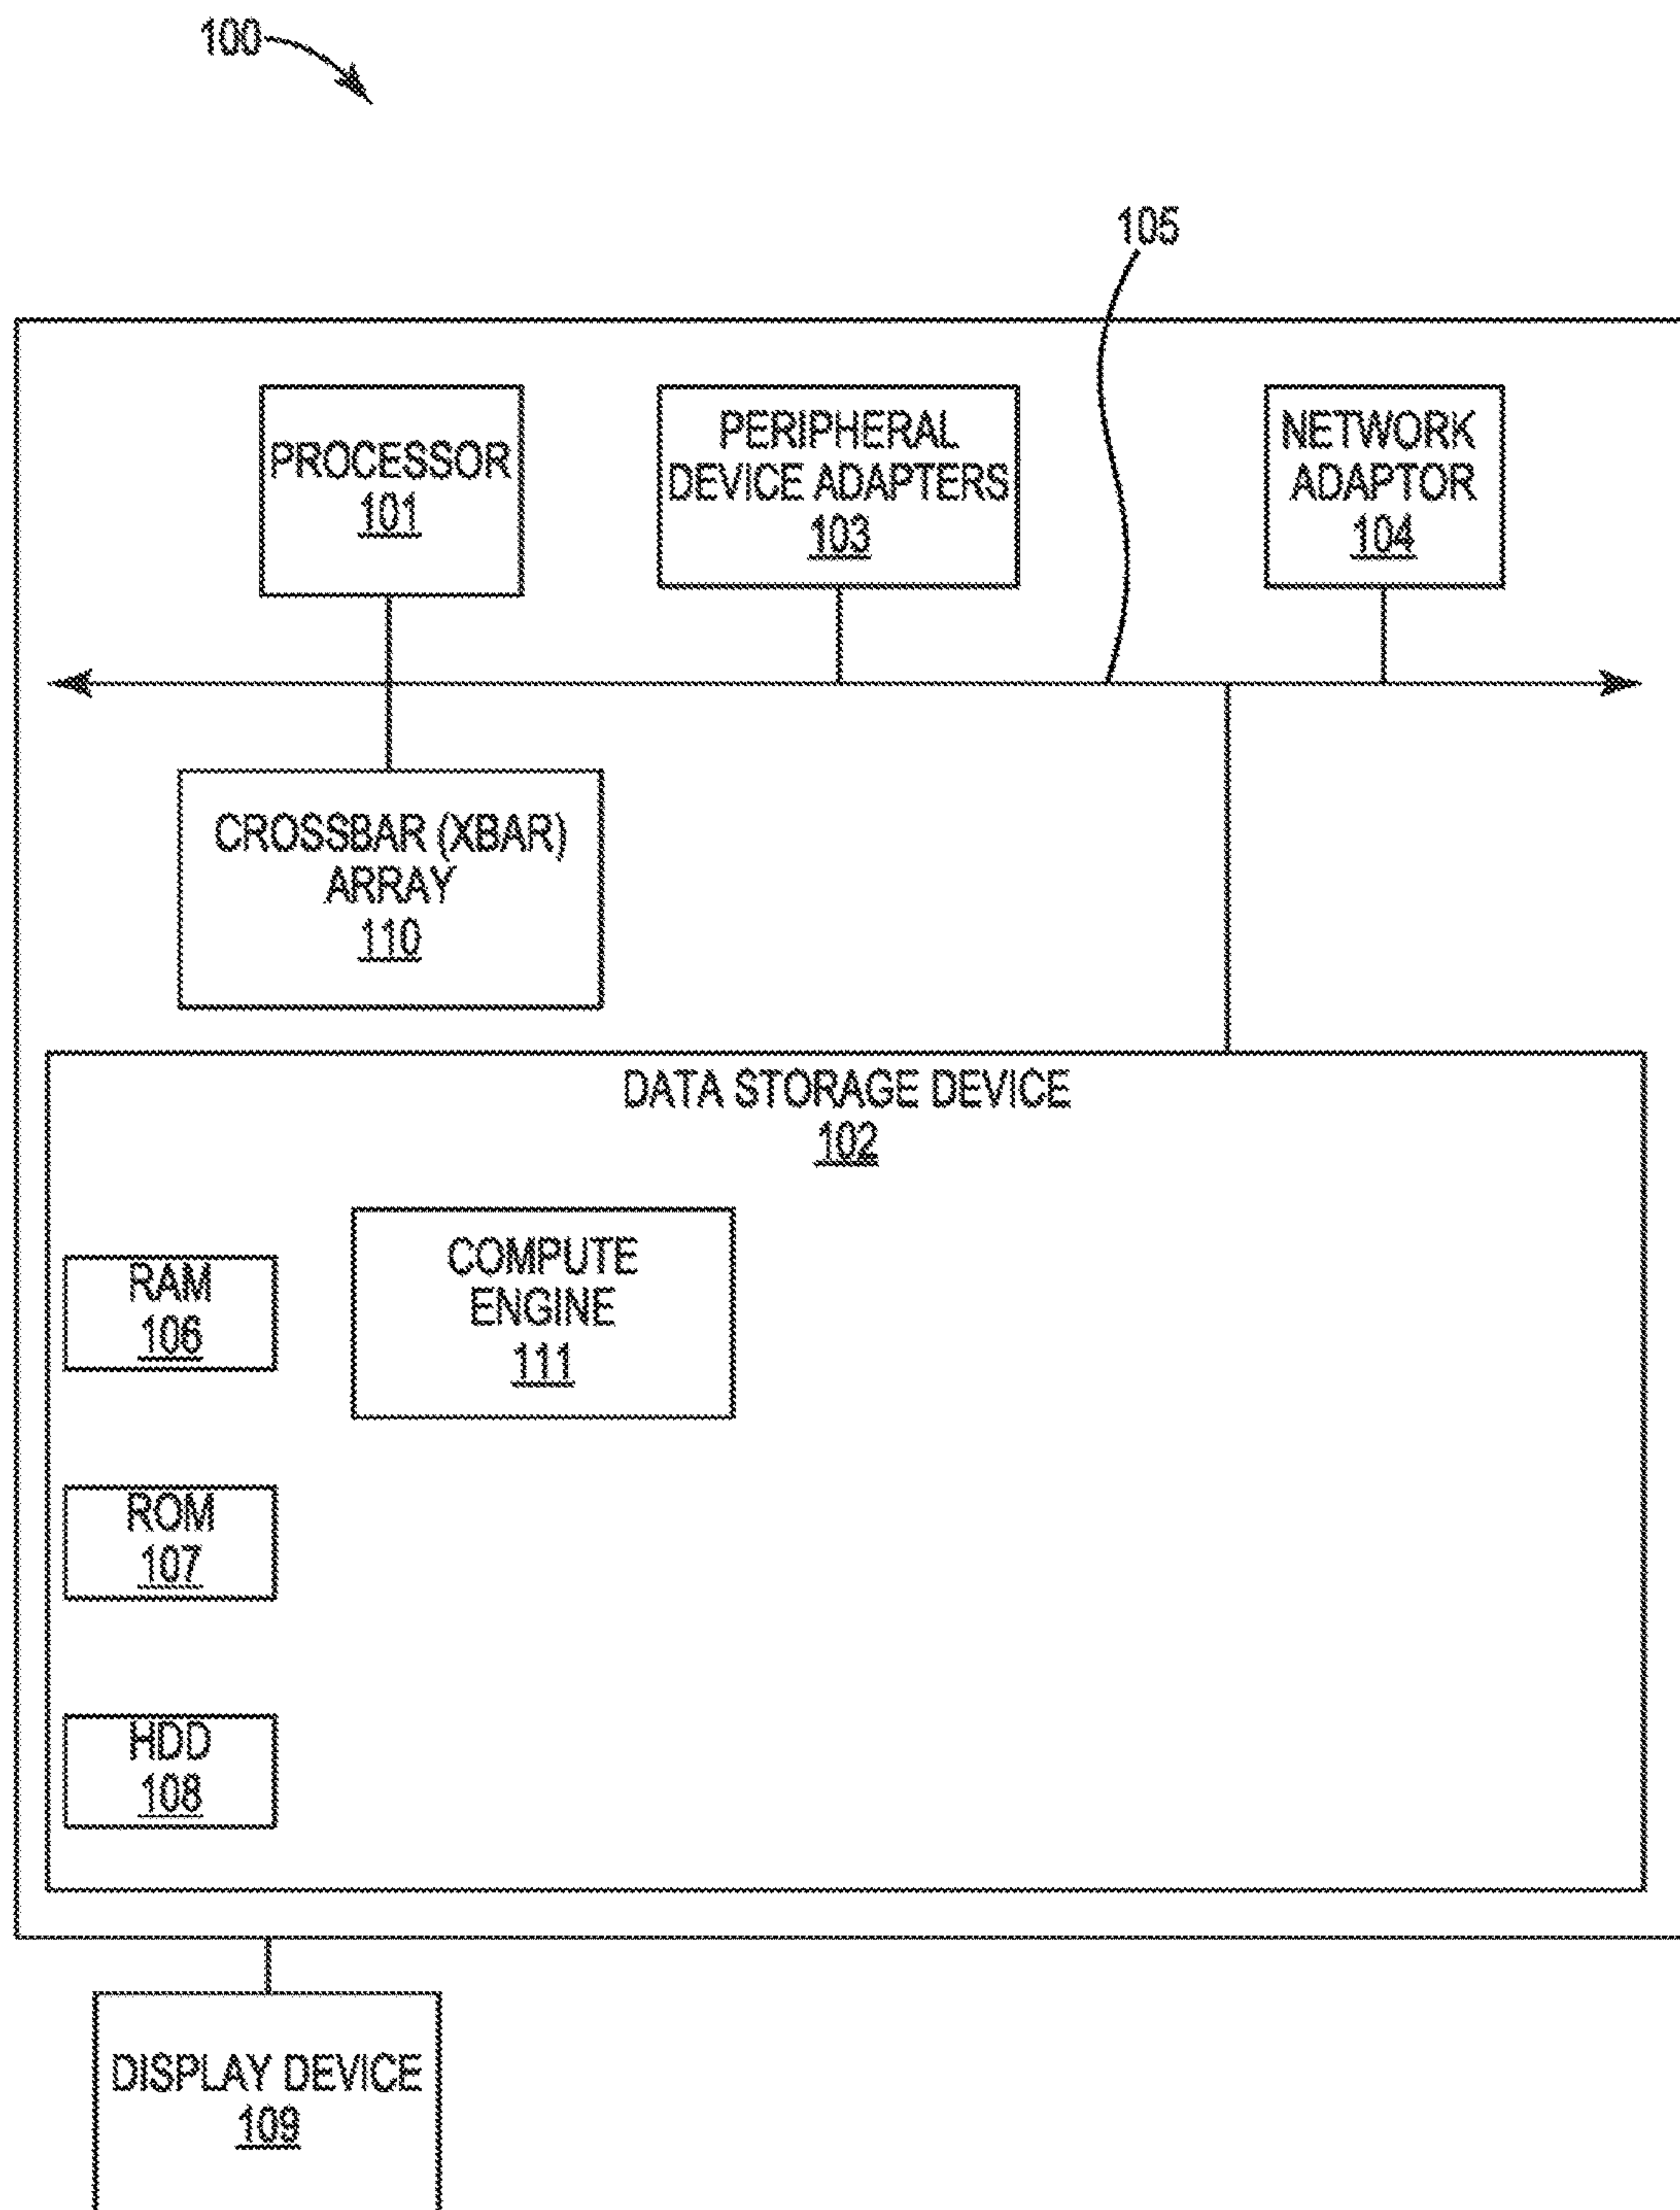 100
105
PROCESSOR
101
PERIPHERAL
DEVICE ADAPTERS
103
NETWORK
ADAPTOR
104
CROSSBAR (XBAR)
ARRAY
110
DATA STORAGE DEVICE
102
COMPUTE
ENGINE
111
RAM
106
ROM
107
HDD
108
DISPLAY DEVICE
109